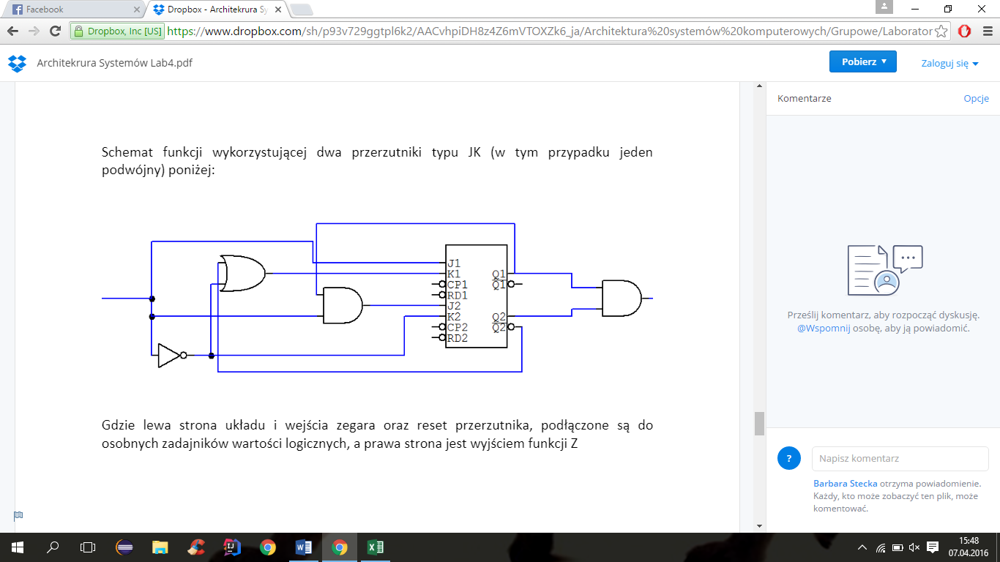 Facebook
Dropbox - Architekrura Sy
Dropbox, Inc [US]
https://www.dropbox.com/sh/p93v729ggtpl6k2/AACvhpiDH8z4Z6mVTOXZk6_ja/Architektura%20systemów%20komputerowych/Grupowe/Laborator
Architekrura Systemów Lab4.pdf
Pobierz
Zaloguj się
Komentarze
Opcje
Schemat funkcji wykorzystującej dwa przerzutniki typu JK (w tym przypadku jeden
podwójny) poniżej:
J1
K1
CP1
RD1
J2
K2
CP2
RD2
Q1
Q1
Q2
Q2
Gdzie lewa strona układu i wejścia zegara oraz reset przerzutnika, podłączone są do
osobnych zadajników wartości logicznych, a prawa strona jest wyjściem funkcji Z
Prześlij komentarz, aby rozpocząć dyskusję.
@Wspomnij osobę, aby ją powiadomić.
?
Napisz komentarz
Barbara Stecka otrzyma powiadomienie.
Każdy, kto może zobaczyć ten plik, może
komentować.
15:48
07.04.2016